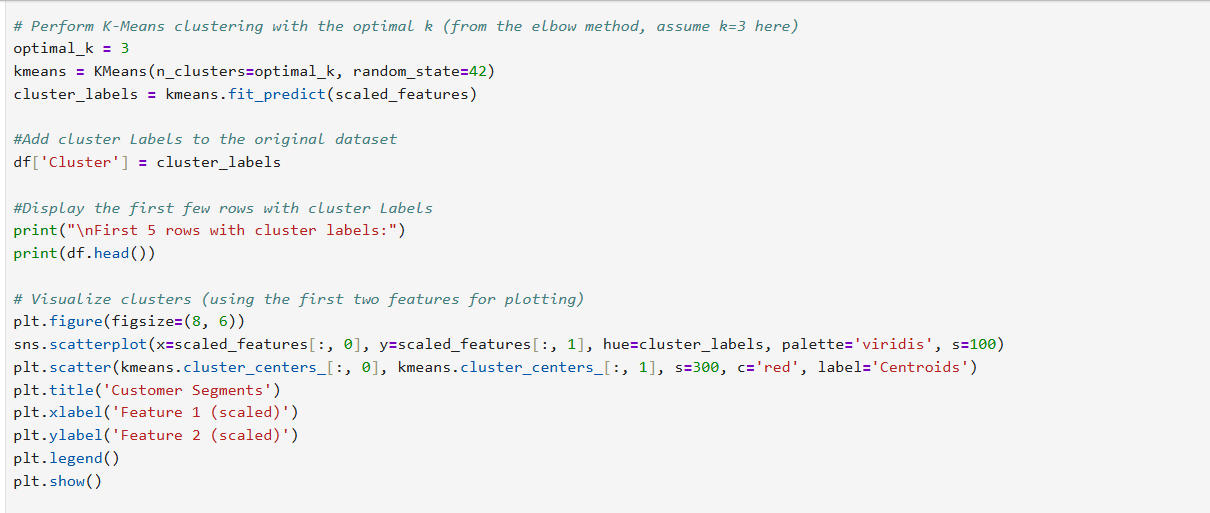 # Perform K-Means clustering with the optimal k (from the elbow method, assume k=3 here)
optimal_k = 3
kmeans = KMeans(n_clusters=optimal_k, random_state=42)
cluster_labels = kmeans.fit_predict(scaled_features)

#Add cluster Labels to the original dataset
df['Cluster'] = cluster_labels

#Display the first few rows with cluster Labels
print("\nFirst 5 rows with cluster labels:")
print(df.head())

# Visualize clusters (using the first two features for plotting)
plt.figure(figsize=(8, 6))
sns.scatterplot(x=scaled_features[:, 0], y=scaled_features[:, 1], hue=cluster_labels, palette='viridis', s=100)
plt.scatter(kmeans.cluster_centers_[:, 0], kmeans.cluster_centers_[:, 1], s=300, c='red', label='Centroids')
plt.title('Customer Segments')
plt.xlabel('Feature 1 (scaled)')
plt.ylabel('Feature 2 (scaled)')
plt.legend()
plt.show()